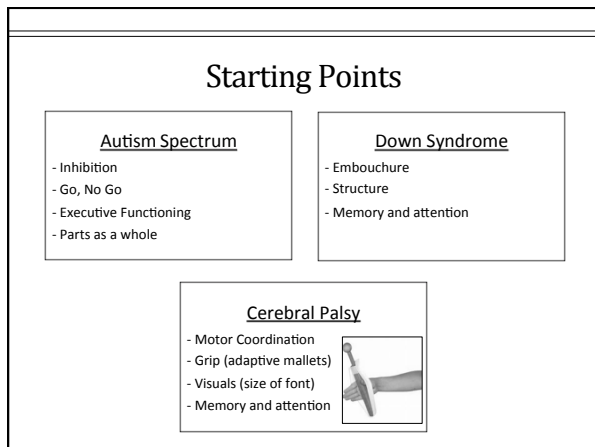 Starting Points
Autism Spectrum
- Inhibition
- Go, No Go
- Executive Functioning
- Parts as a whole
Down Syndrome
- Embouchure
- Structure
- Memory and attention
Cerebral Palsy
- Motor Coordination
- Grip (adaptive mallets)
- Visuals (size of font)
- Memory and attention